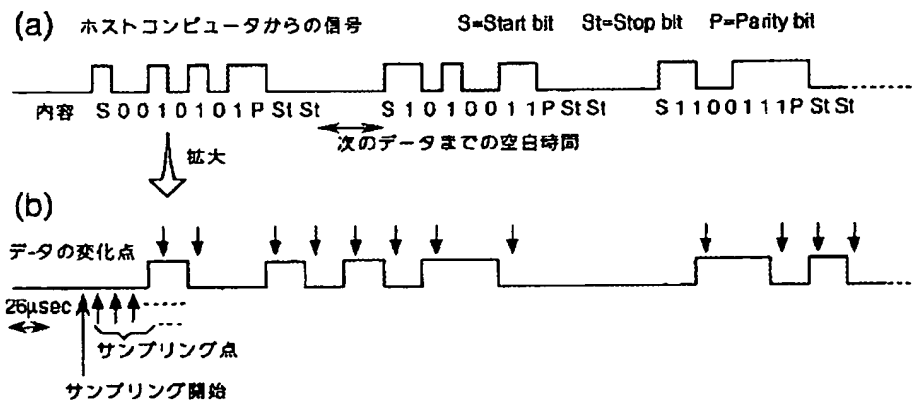 (a) ホストコンピュータからの信号 S=Start bit St=Stop bit P=Parity bit
内容 S 0 0 1 0 1 0 1 P St St S 1 0 1 0 0 1 1 P St St S 1 1 0 0 1 1 1 P St St
次のデータまでの空白時間
拡大
(b)
データの変化点
26μsec
サンプリング点
サンプリング開始